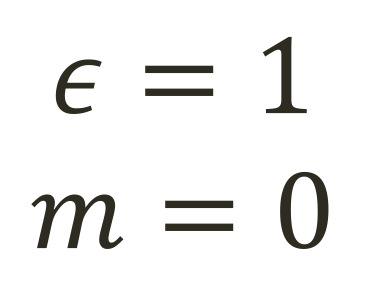 ϵ = 1
m = 0